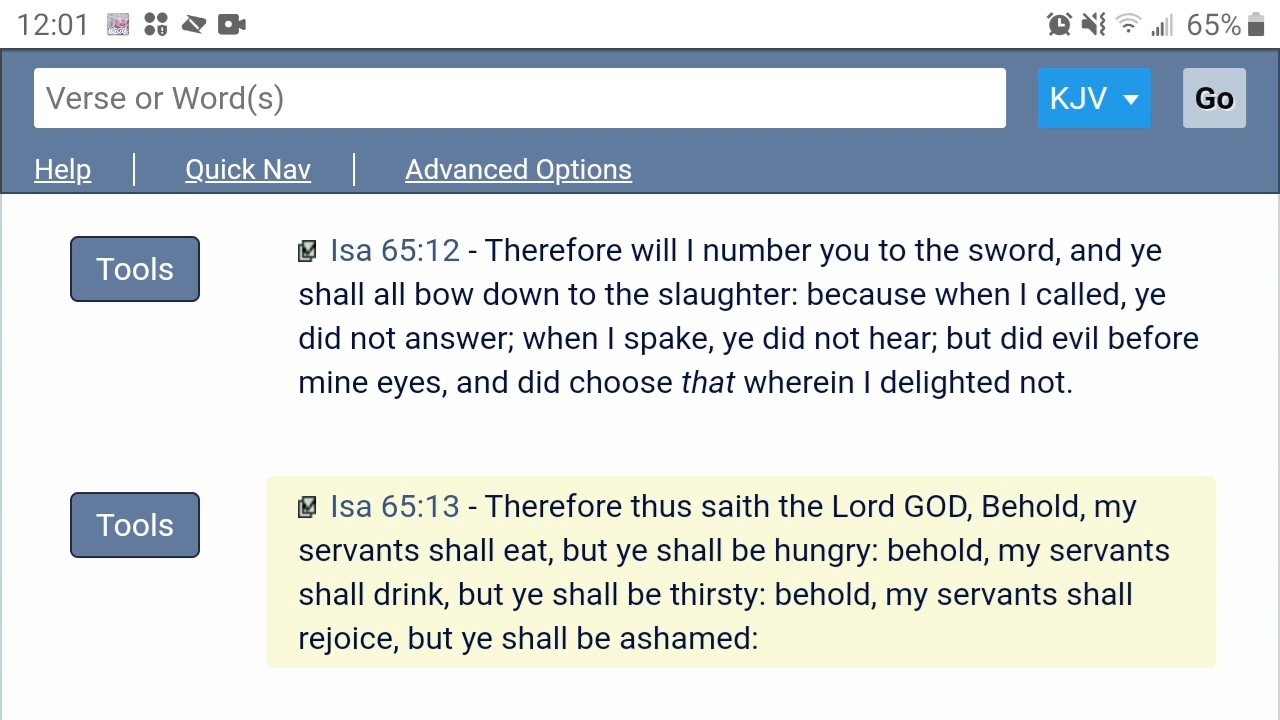 12:01 65%
Verse or Word(s) KJV Go
Help Quick Nav Advanced Options
Tools
Isa 65:12 - Therefore will I number you to the sword, and ye
shall all bow down to the slaughter: because when I called, ye
did not answer; when I spake, ye did not hear; but did evil before
mine eyes, and did choose that wherein I delighted not.
Tools
Isa 65:13 - Therefore thus saith the Lord GOD, Behold, my
servants shall eat, but ye shall be hungry: behold, my servants
shall drink, but ye shall be thirsty: behold, my servants shall
rejoice, but ye shall be ashamed: